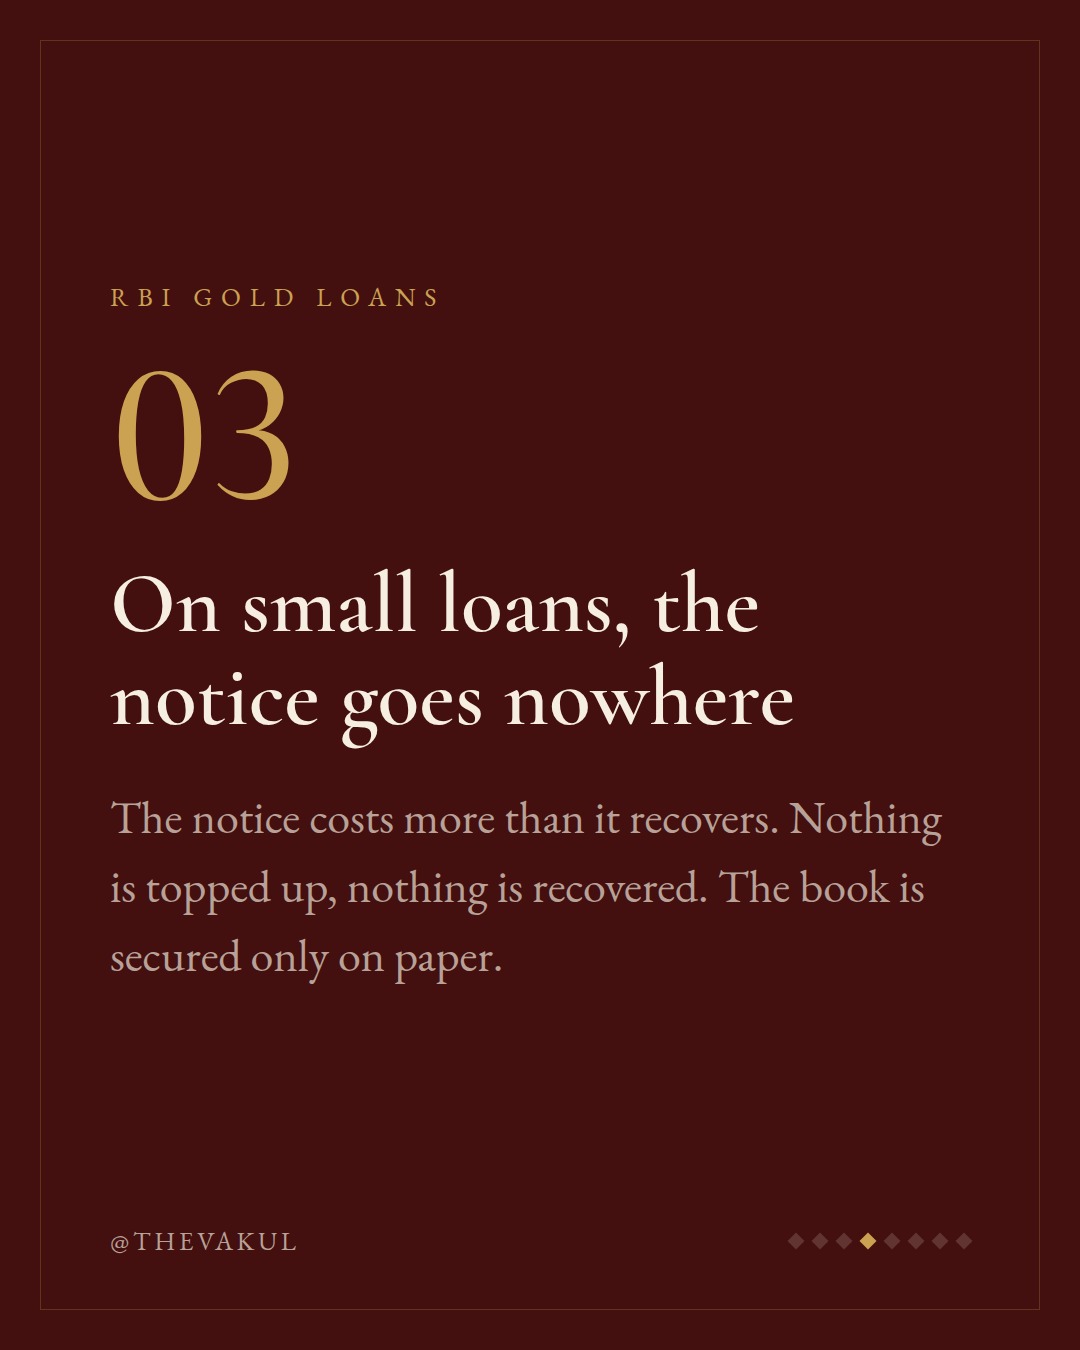 RBI GOLD LOANS
03
On small loans, the
notice goes nowhere
The notice costs more than it recovers. Nothing
is topped up, nothing is recovered. The book is
secured only on paper.
@THEVAKUL